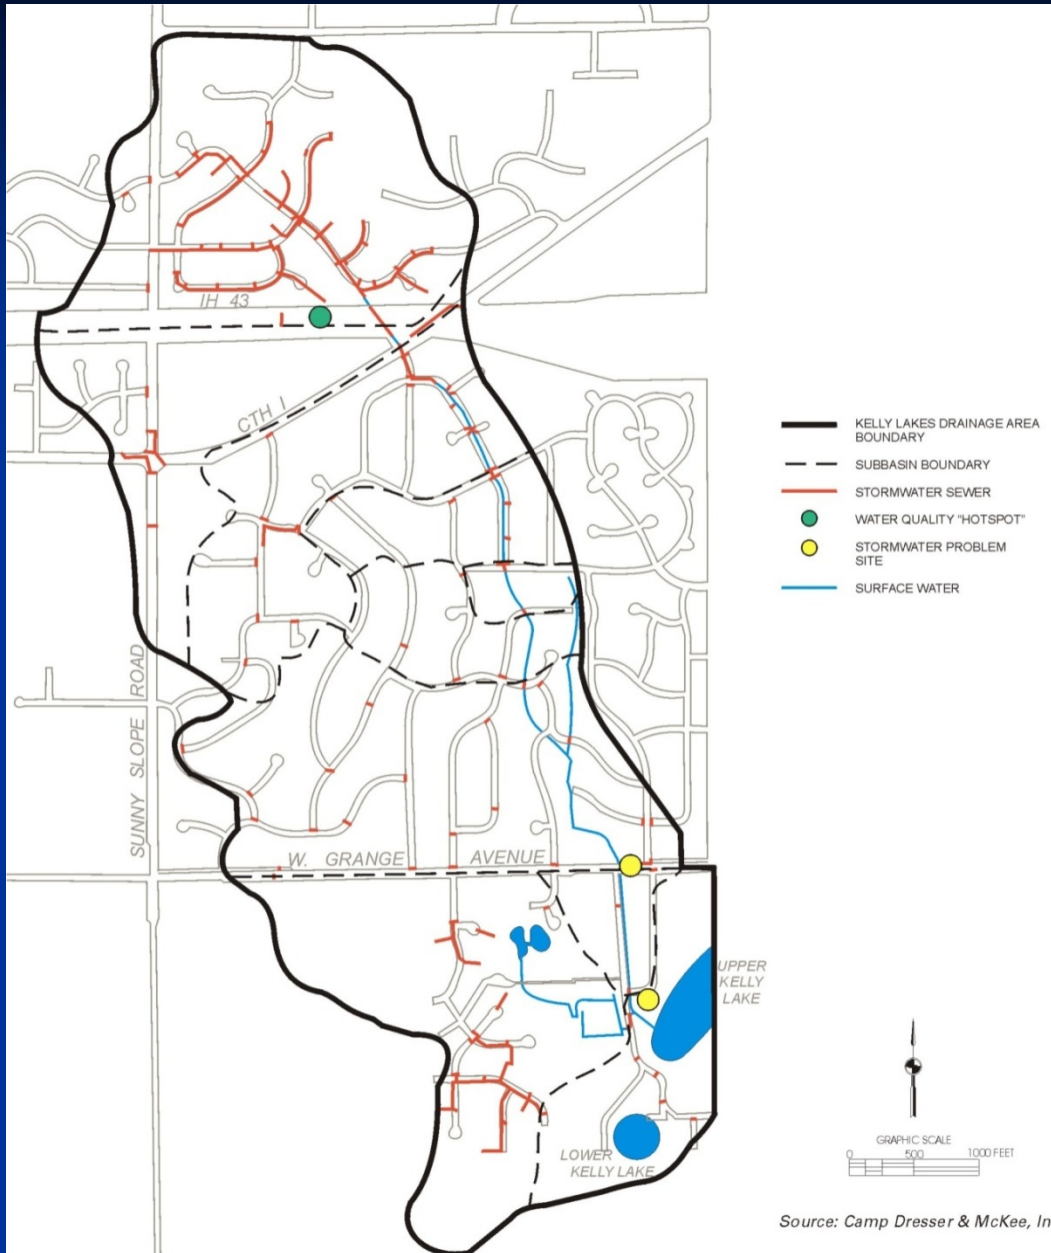 IH 43
CTH I
SUNNY SLOPE ROAD
W. GRANGE AVENUE
UPPER
KELLY
LAKE
LOWER
KELLY LAKE
KELLY LAKES DRAINAGE AREA
BOUNDARY
SUBBASIN BOUNDARY
STORMWATER SEWER
WATER QUALITY "HOTSPOT"
STORMWATER PROBLEM
SITE
SURFACE WATER
GRAPHIC SCALE
0 500 1000 FEET
Source: Camp Dresser & McKee, In